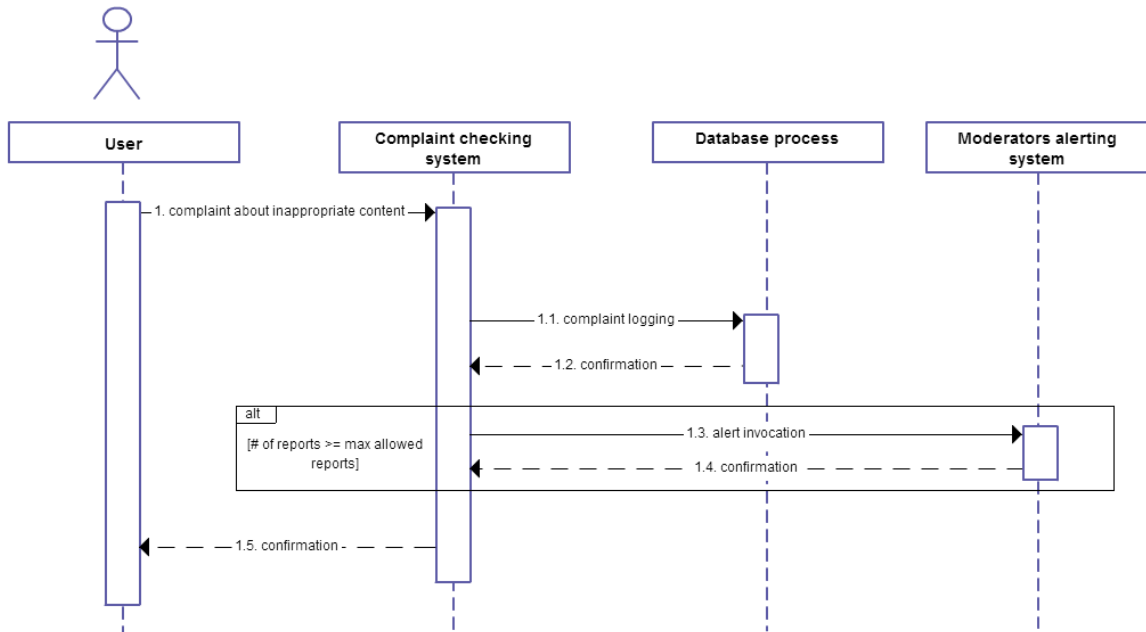 User
Complaint checking
system
Database process
Moderators alerting
system
1. complaint about inappropriate content
1.1. complaint logging
1.2. confirmation
alt
[# of reports >= max allowed
reports]
1.3. alert invocation
1.4. confirmation
1.5. confirmation